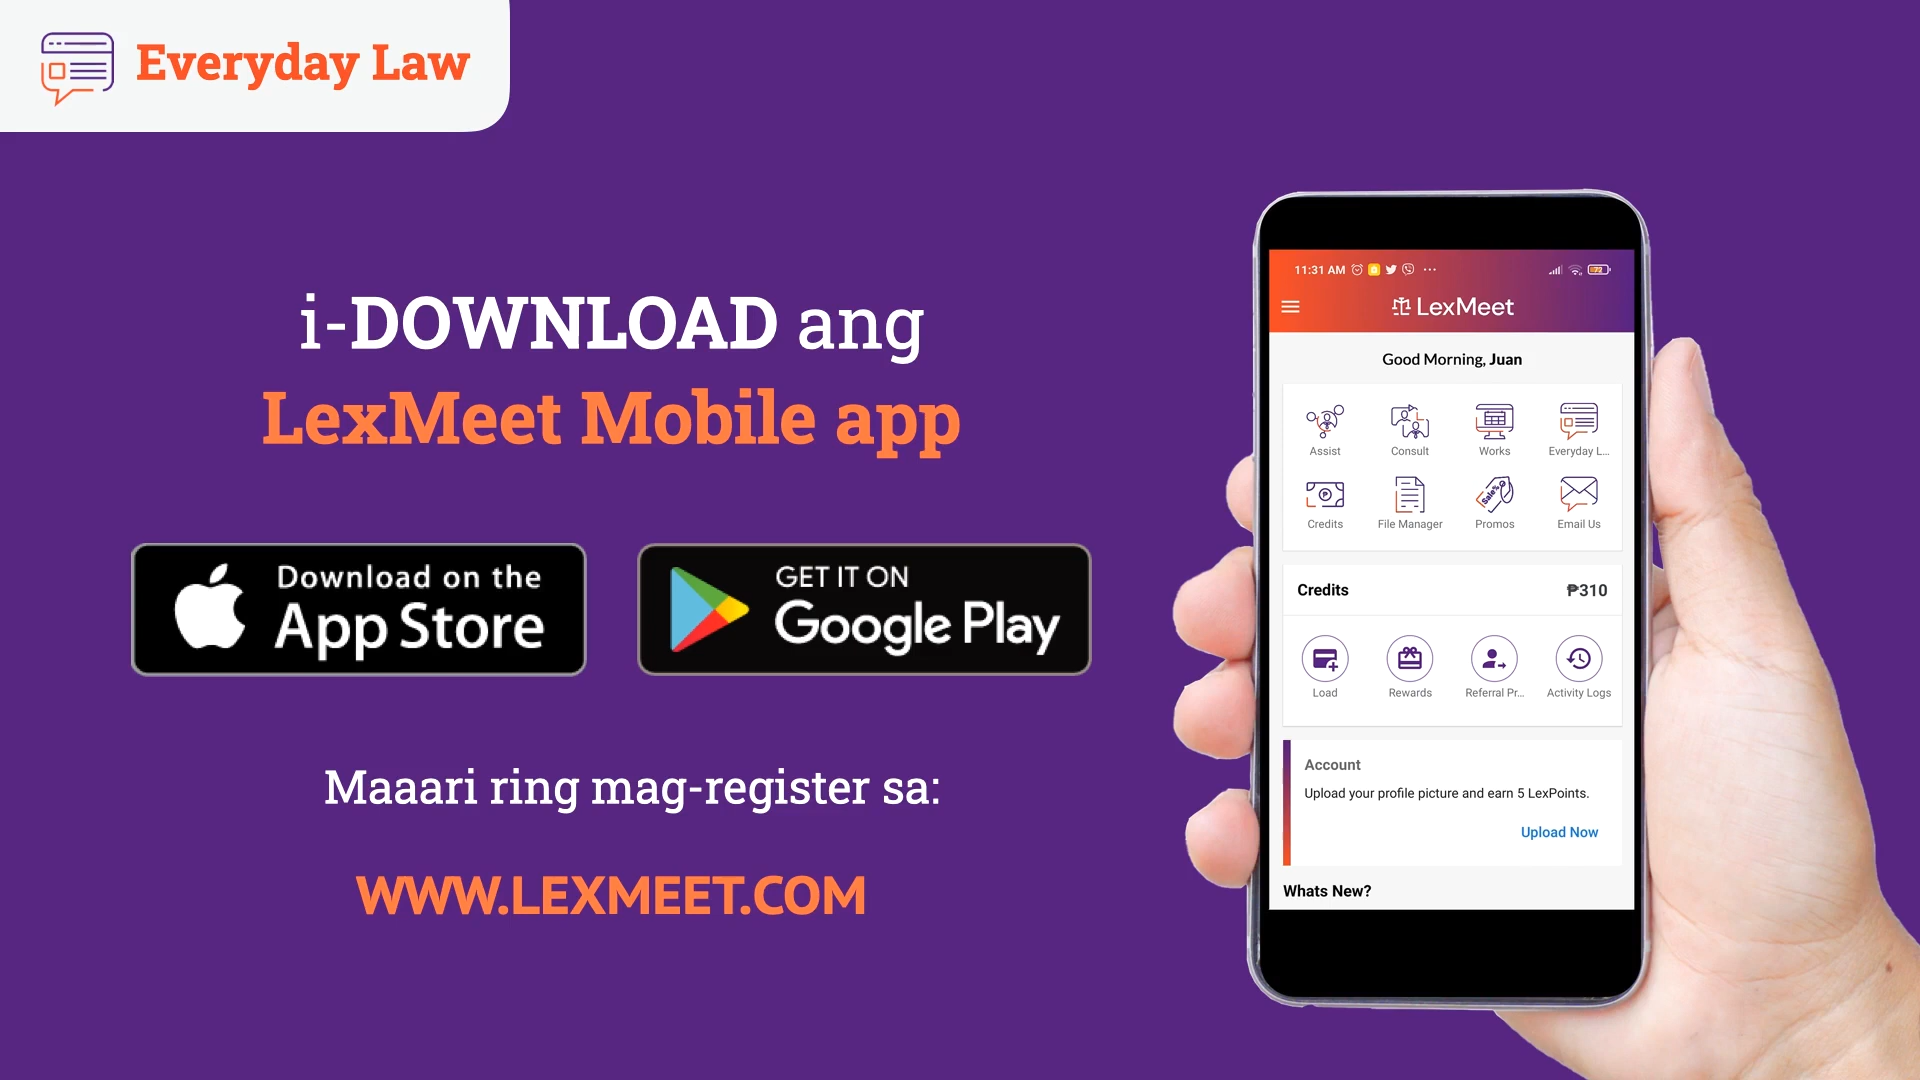 Everyday Law
i-DOWNLOAD ang
LexMeet Mobile app
Download on the
App Store
GET IT ON
Google Play
Maaari ring mag-register sa:
WWW.LEXMEET.COM
11:31 AM
72
LexMeet
Good Morning, Juan
Assist
Consult
Works
Everyday L...
Sale%
Credits
File Manager
Promos
Email Us
Credits
₱310
Load
Rewards
Referral Pr...
Activity Logs
Account
Upload your profile picture and earn 5 LexPoints.
Upload Now
Whats New?